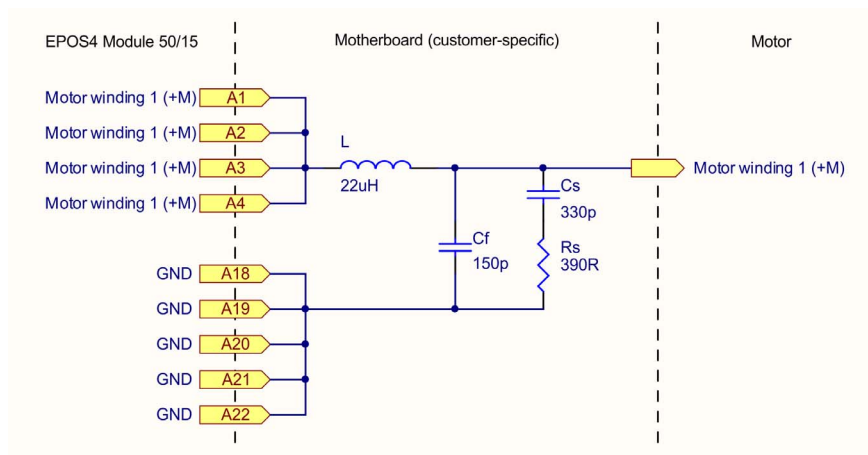 EPOS4 Module 50/15
Motherboard (customer-specific)
Motor
Motor winding 1 (+M) A1
Motor winding 1 (+M) A2
Motor winding 1 (+M) A3
Motor winding 1 (+M) A4
L
22uH
Cs
330p
Motor winding 1 (+M)
Cf
150p
Rs
390R
GND A18
GND A19
GND A20
GND A21
GND A22